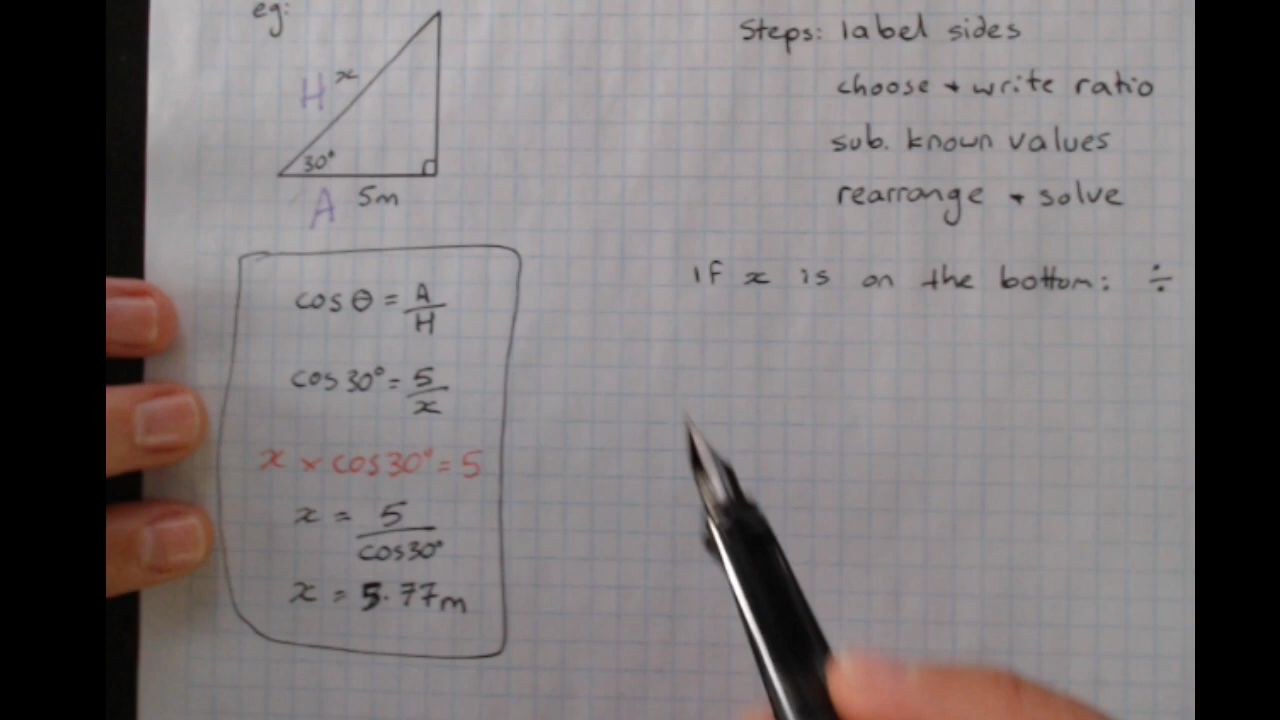 eg:
H x
30°
5m
A
cos θ = A/H
cos 30° = 5/x
x × cos 30° = 5
x = 5/cos30°
x = 5.77m
Steps: label sides
choose + write ratio
sub. known values
rearrange + solve
If x is on the bottom: ÷